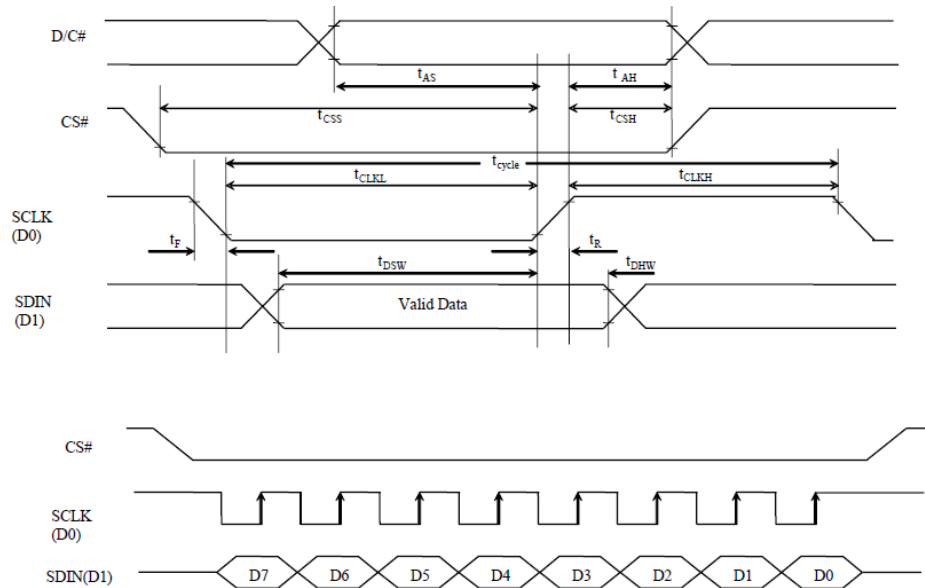 D/C#
tAS
tAH
tCSS
tCSH
CS#
tcycle
tCLKL
tCLKH
SCLK
(D0)
tF
tR
tDSW
tDHW
SDIN
(D1)
Valid Data
CS#
SCLK
(D0)
SDIN(D1)
D7 D6 D5 D4 D3 D2 D1 D0